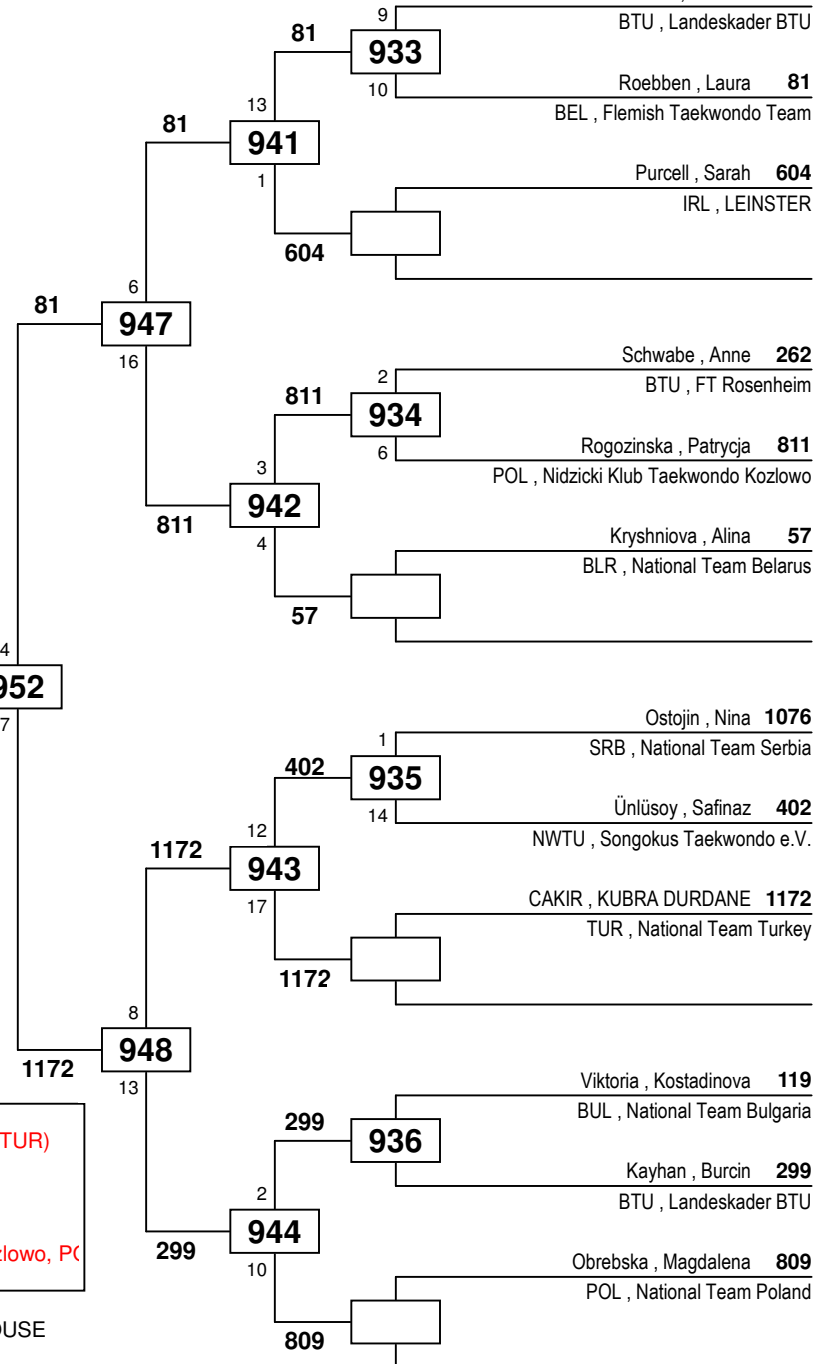 9
BTU , Landeskader BTU
81
933
10
Roebben , Laura 81
BEL , Flemish Taekwondo Team
13
81
941
1
Purcell , Sarah 604
IRL , LEINSTER
604
6
81
947
16
Schwabe , Anne 262
BTU , FT Rosenheim
2
811
934
6
Rogozinska , Patrycja 811
POL , Nidzicki Klub Taekwondo Kozlowo
3
942
811
4
Kryshniova , Alina 57
BLR , National Team Belarus
57
4
952
7
Ostojin , Nina 1076
SRB , National Team Serbia
1
402
935
14
Ünlüsoy , Safinaz 402
NWTU , Songokus Taekwondo e.V.
12
1172
943
17
CAKIR , KUBRA DURDANE 1172
TUR , National Team Turkey
1172
8
948
1172
13
Viktoria , Kostadinova 119
BUL , National Team Bulgaria
299
936
Kayhan , Burcin 299
BTU , Landeskader BTU
2
944
299
10
Obrebska , Magdalena 809
POL , National Team Poland
809
TUR)
zlowo, P
OUSE